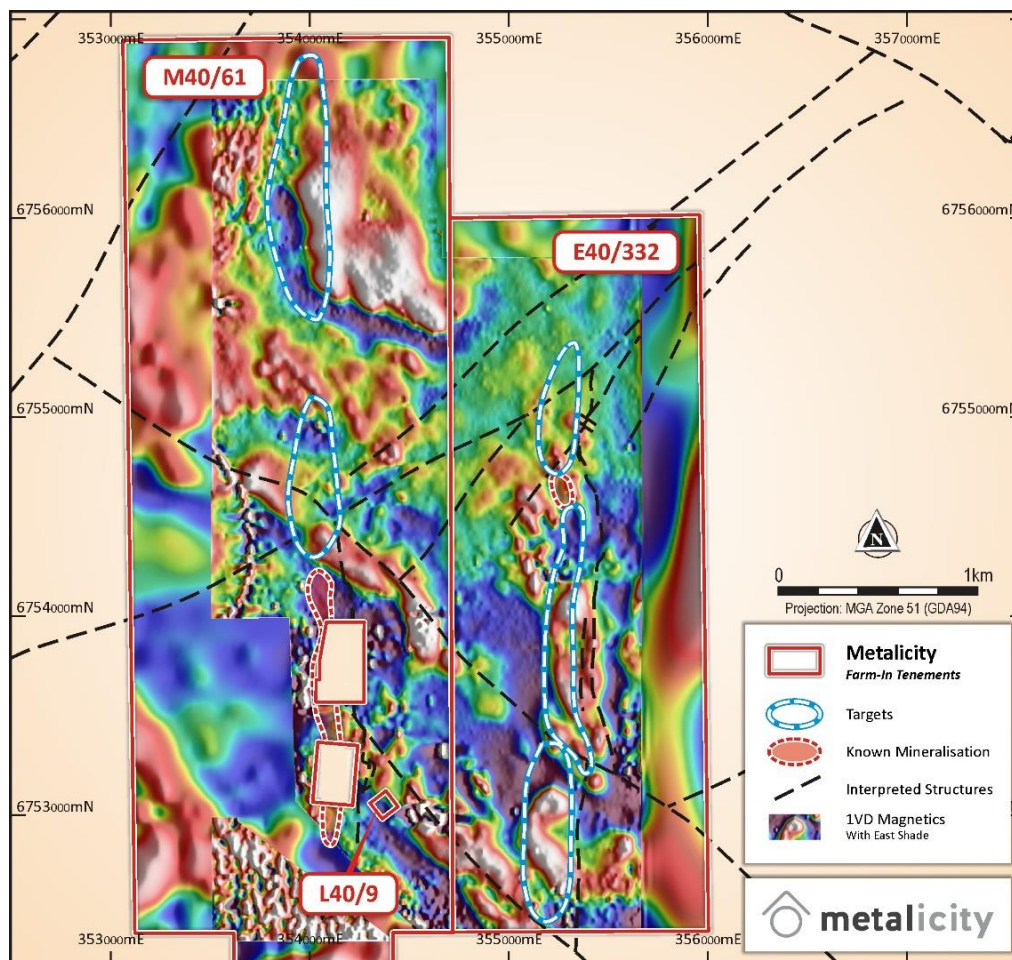 353000mE 354000mE 355000mE 356000mE 357000mE
M40/61
6756000mN 6756000mN
E40/332
6755000mN 6755000mN
N
0 1km
Projection: MGA Zone 51 (GDA94)
6754000mN
Metalicity
Farm-In Tenements
Targets
Known Mineralisation
Interpreted Structures
1VD Magnetics
With East Shade
6753000mN 6753000mN
L40/9
metalicity
353000mE 354000mE 355000mE 356000mE